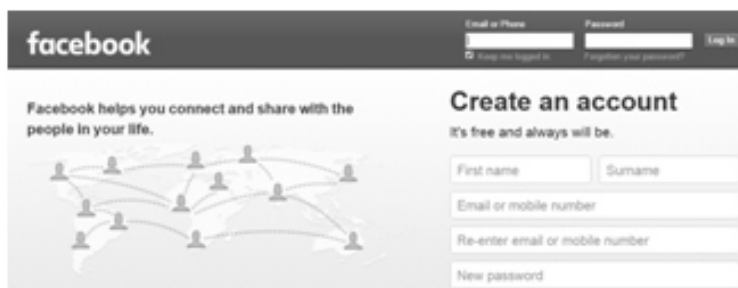 Email or Phone Password
facebook
Log In
Keep me logged in Forgotten your password?
Facebook helps you connect and share with the
people in your life.
Create an account
It's free and always will be.
First name Surname
Email or mobile number
Re-enter email or mobile number
New password